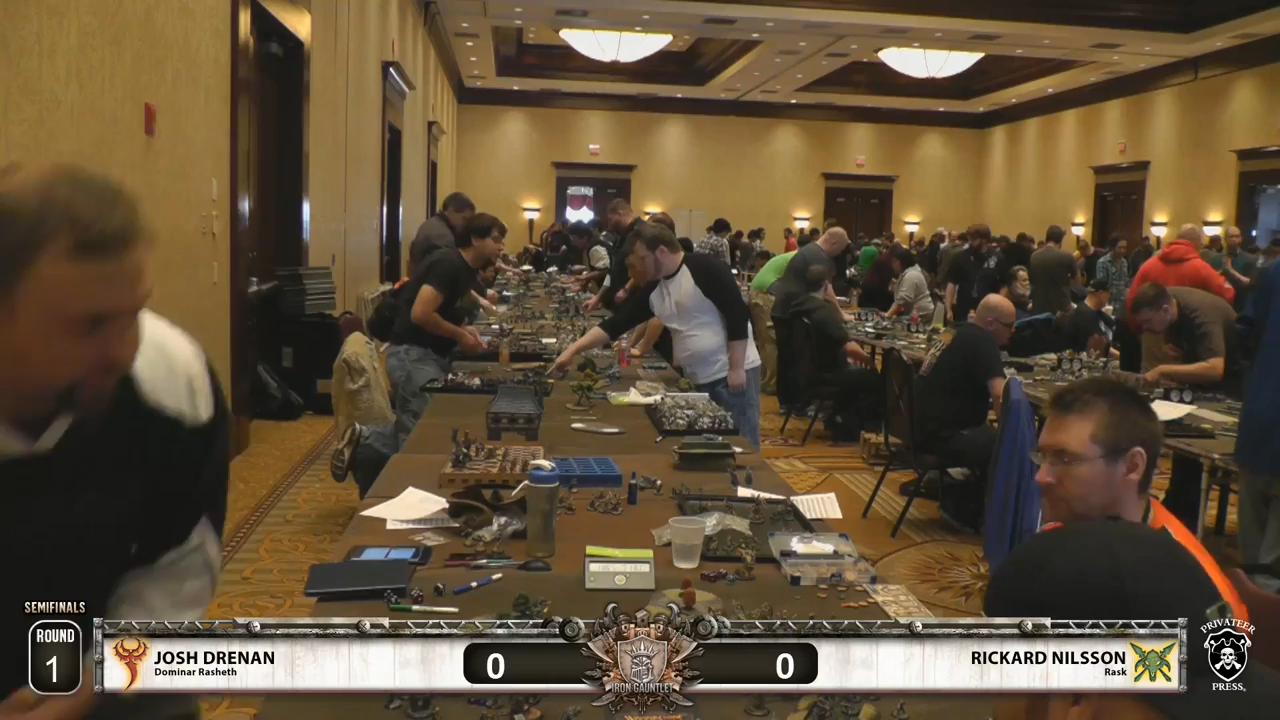 SEMIFINALS
ROUND
1
JOSH DRENAN
Dominar Rasheth
0
IRON GAUNTLET
0
RICKARD NILSSON
Rask
PRIVATEER
PRESS